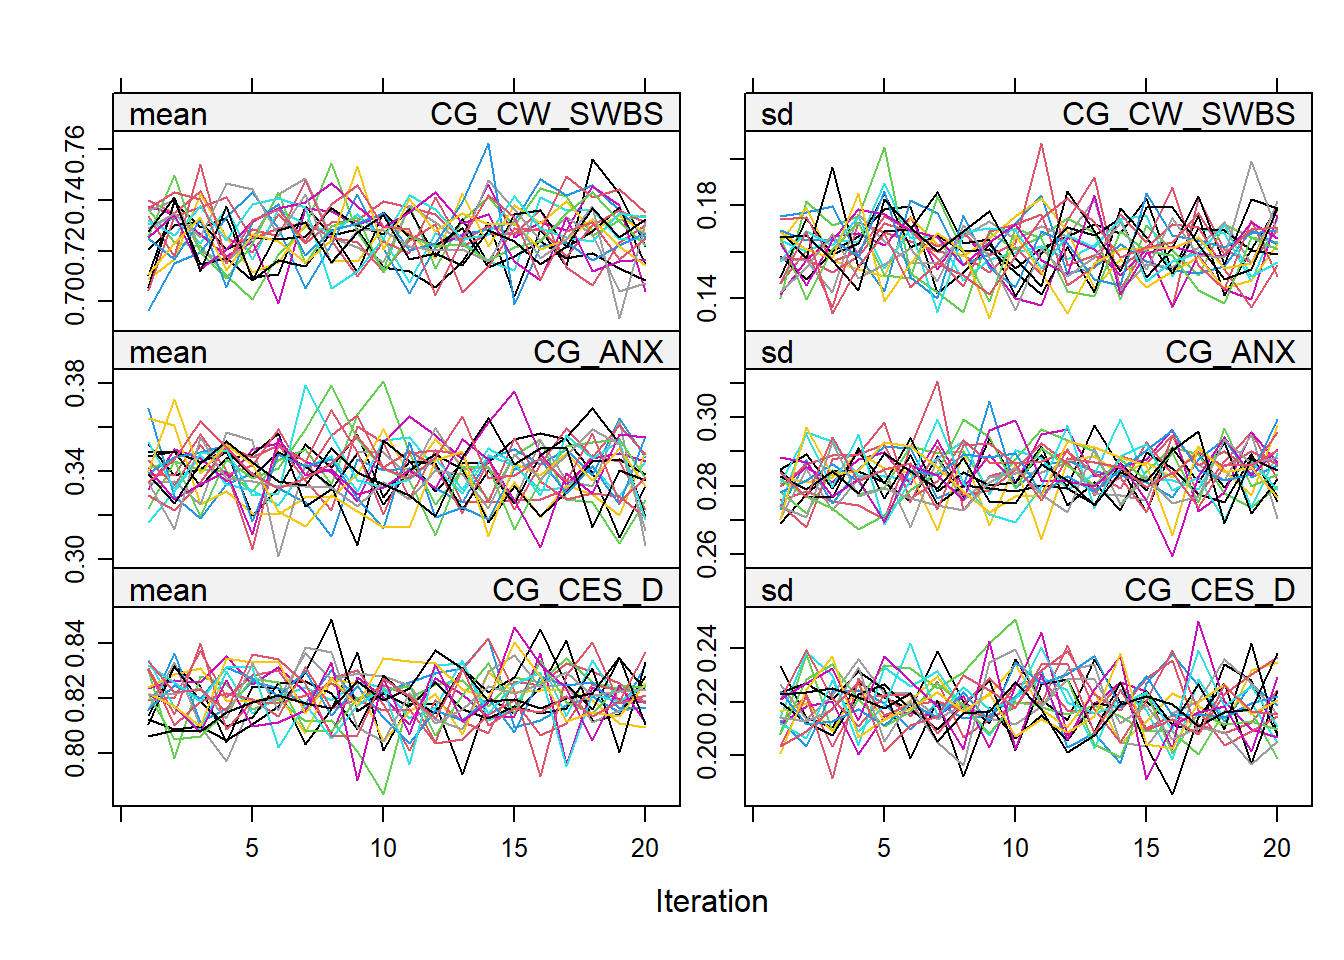 mean CG_CW_SWBS
sd CG_CW_SWBS
0.70 0.72 0.74 0.76
0.14 0.18
mean CG_ANX
sd CG_ANX
0.30 0.34 0.38
0.26 0.28 0.30
mean CG_CES_D
sd CG_CES_D
0.80 0.82 0.84
0.20 0.22 0.24
5 10 15 20
5 10 15 20
Iteration